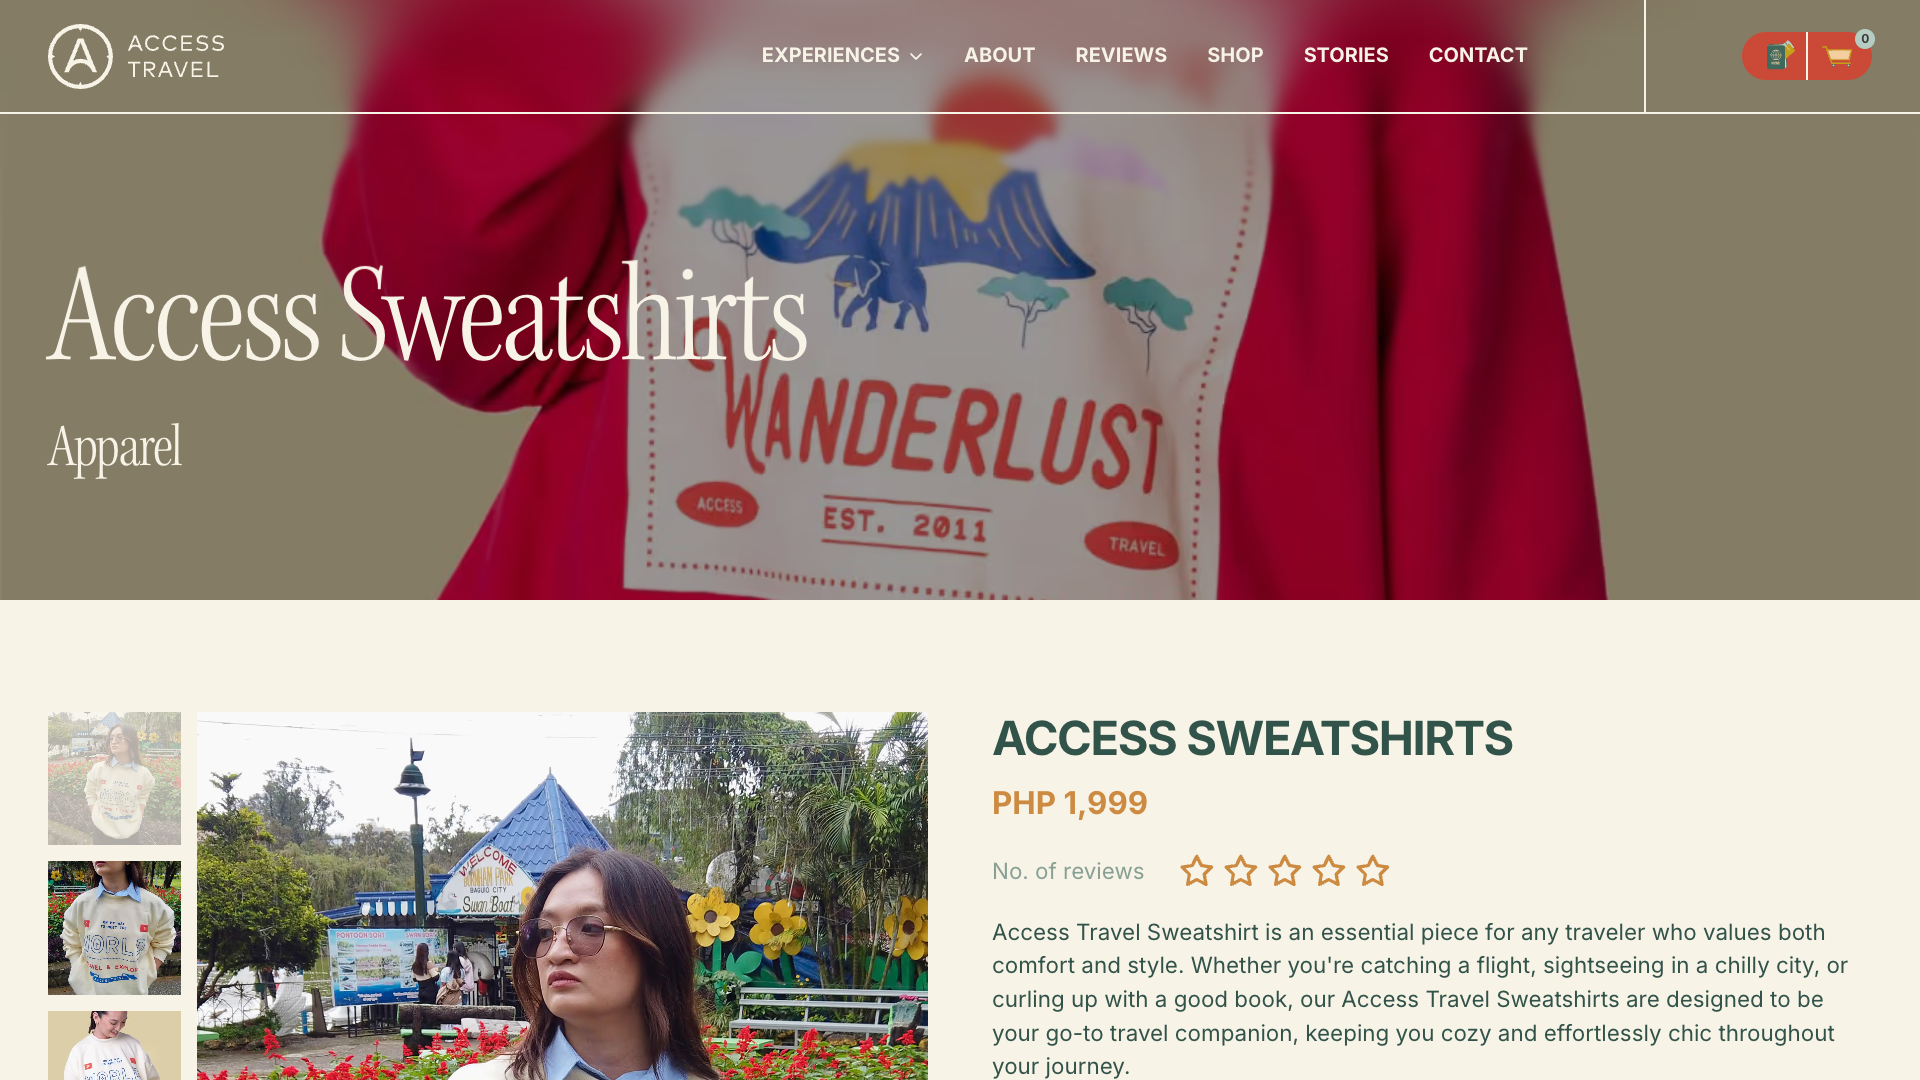 ACCESS
TRAVEL
EXPERIENCES
ABOUT
REVIEWS
SHOP
STORIES
CONTACT
0
Access Sweatshirts
Apparel
WANDERLUST
ACCESS
EST. 2011
TRAVEL
WELCOME
BURNHAM PARK
BAGUIO CITY
Swan Boat
ACCESS SWEATSHIRTS
PHP 1,999
No. of reviews
Access Travel Sweatshirt is an essential piece for any traveler who values both
comfort and style. Whether you're catching a flight, sightseeing in a chilly city, or
curling up with a good book, our Access Travel Sweatshirts are designed to be
your go-to travel companion, keeping you cozy and effortlessly chic throughout
your journey.